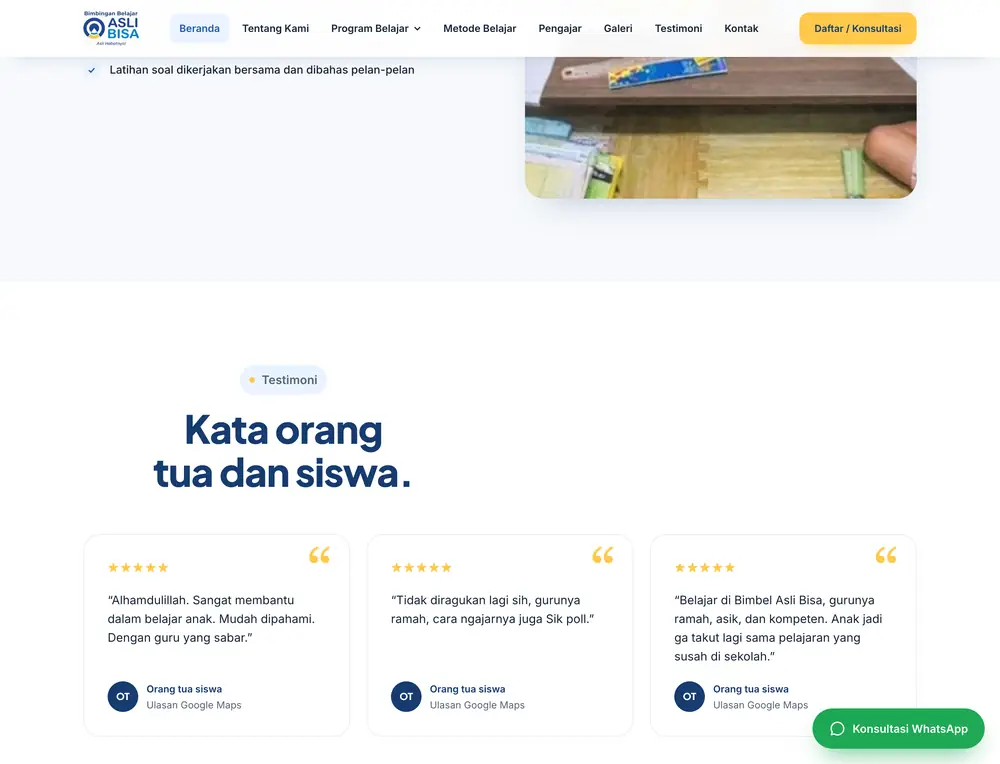 Bimbingan Belajar
ASLI
BISA
Beranda
Tentang Kami
Program Belajar
Metode Belajar
Pengajar
Galeri
Testimoni
Kontak
Daftar / Konsultasi
Latihan soal dikerjakan bersama dan dibahas pelan-pelan
Testimoni
Kata orang
tua dan siswa.
“Alhamdulillah. Sangat membantu
dalam belajar anak. Mudah dipahami.
Dengan guru yang sabar.”
OT
Orang tua siswa
Ulasan Google Maps
“Tidak diragukan lagi sih, gurunya
ramah, cara ngajarnya juga Sik poll.”
OT
Orang tua siswa
Ulasan Google Maps
“Belajar di Bimbel Asli Bisa, gurunya
ramah, asik, dan kompeten. Anak jadi
ga takut lagi sama pelajaran yang
susah di sekolah.”
OT
Orang tua siswa
Ulasan Google Maps
Konsultasi WhatsApp